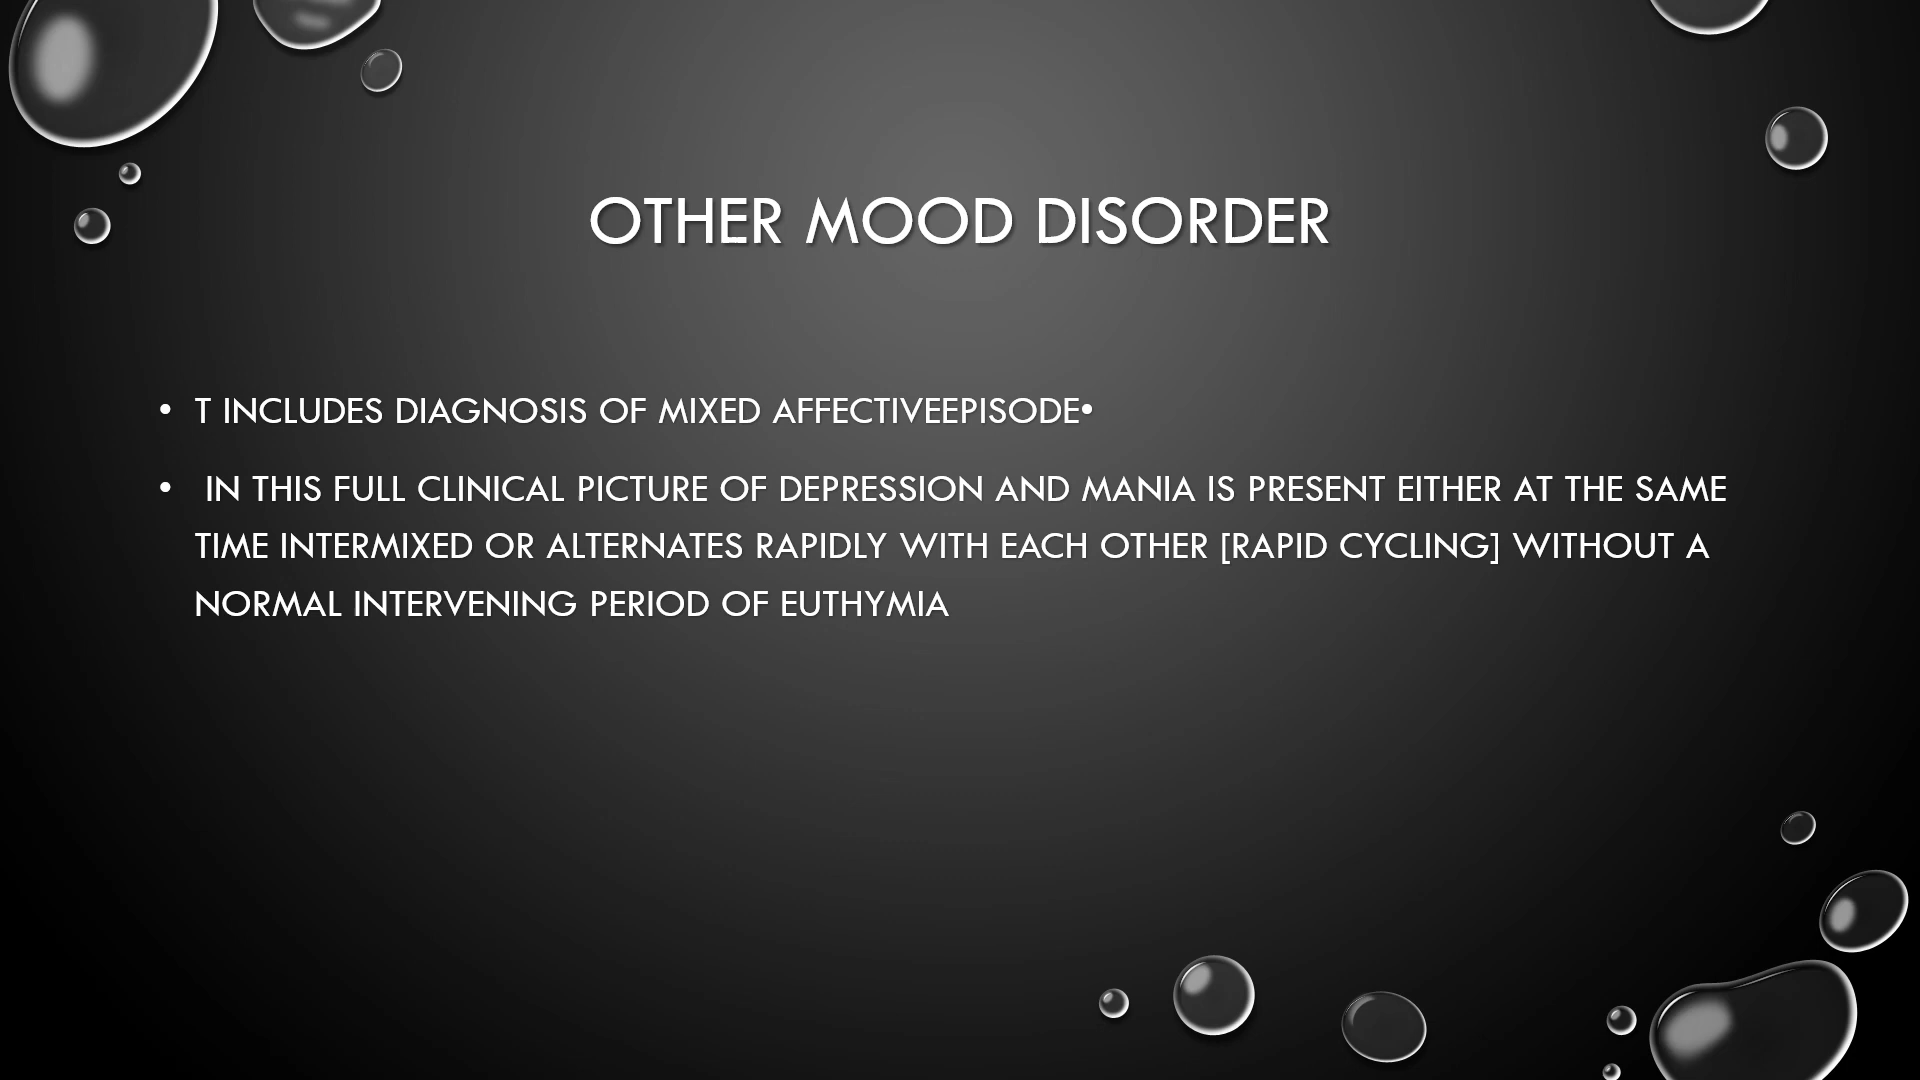 OTHER MOOD DISORDER
• T INCLUDES DIAGNOSIS OF MIXED AFFECTIVEEPISODE•
• IN THIS FULL CLINICAL PICTURE OF DEPRESSION AND MANIA IS PRESENT EITHER AT THE SAME
TIME INTERMIXED OR ALTERNATES RAPIDLY WITH EACH OTHER [RAPID CYCLING] WITHOUT A
NORMAL INTERVENING PERIOD OF EUTHYMIA